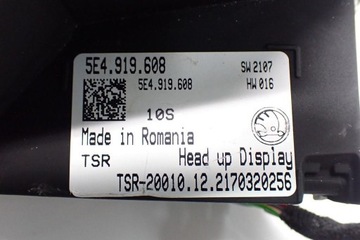 5E4.919.608 SW 2107
5E4.919.608 HW 016
10S
Made in Romania
TSR Head up Display
TSR-20010.12.2170320256